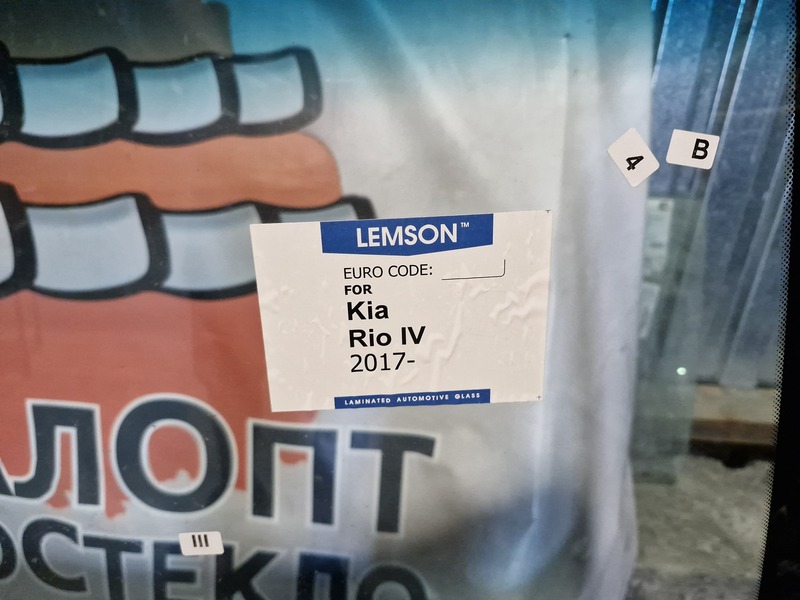 4
B
LEMSON™
EURO CODE:
FOR
Kia
Rio IV
2017-
LAMINATED AUTOMOTIVE GLASS
АЛОПТ
III
ОСТЕКЛО